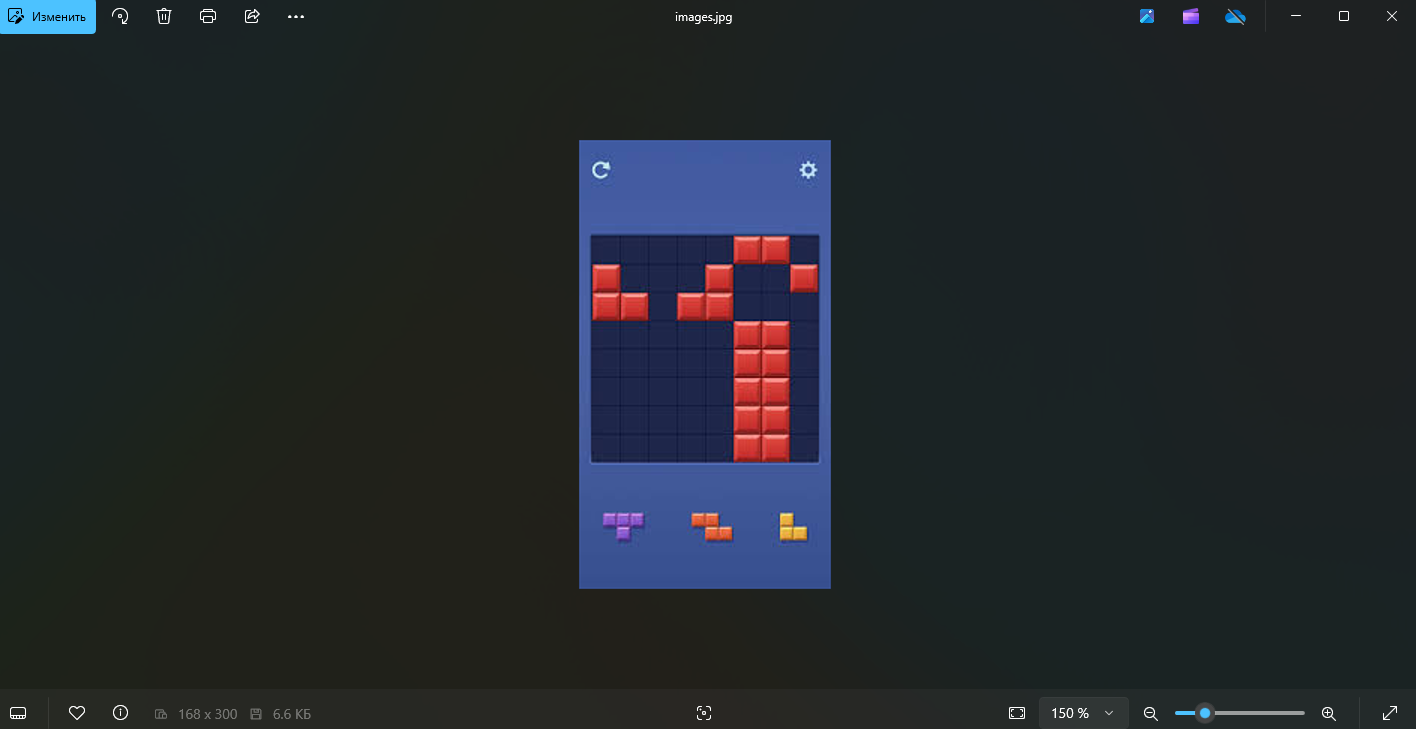 Изменить
images.jpg
168 x 300
6.6 КБ
150 %